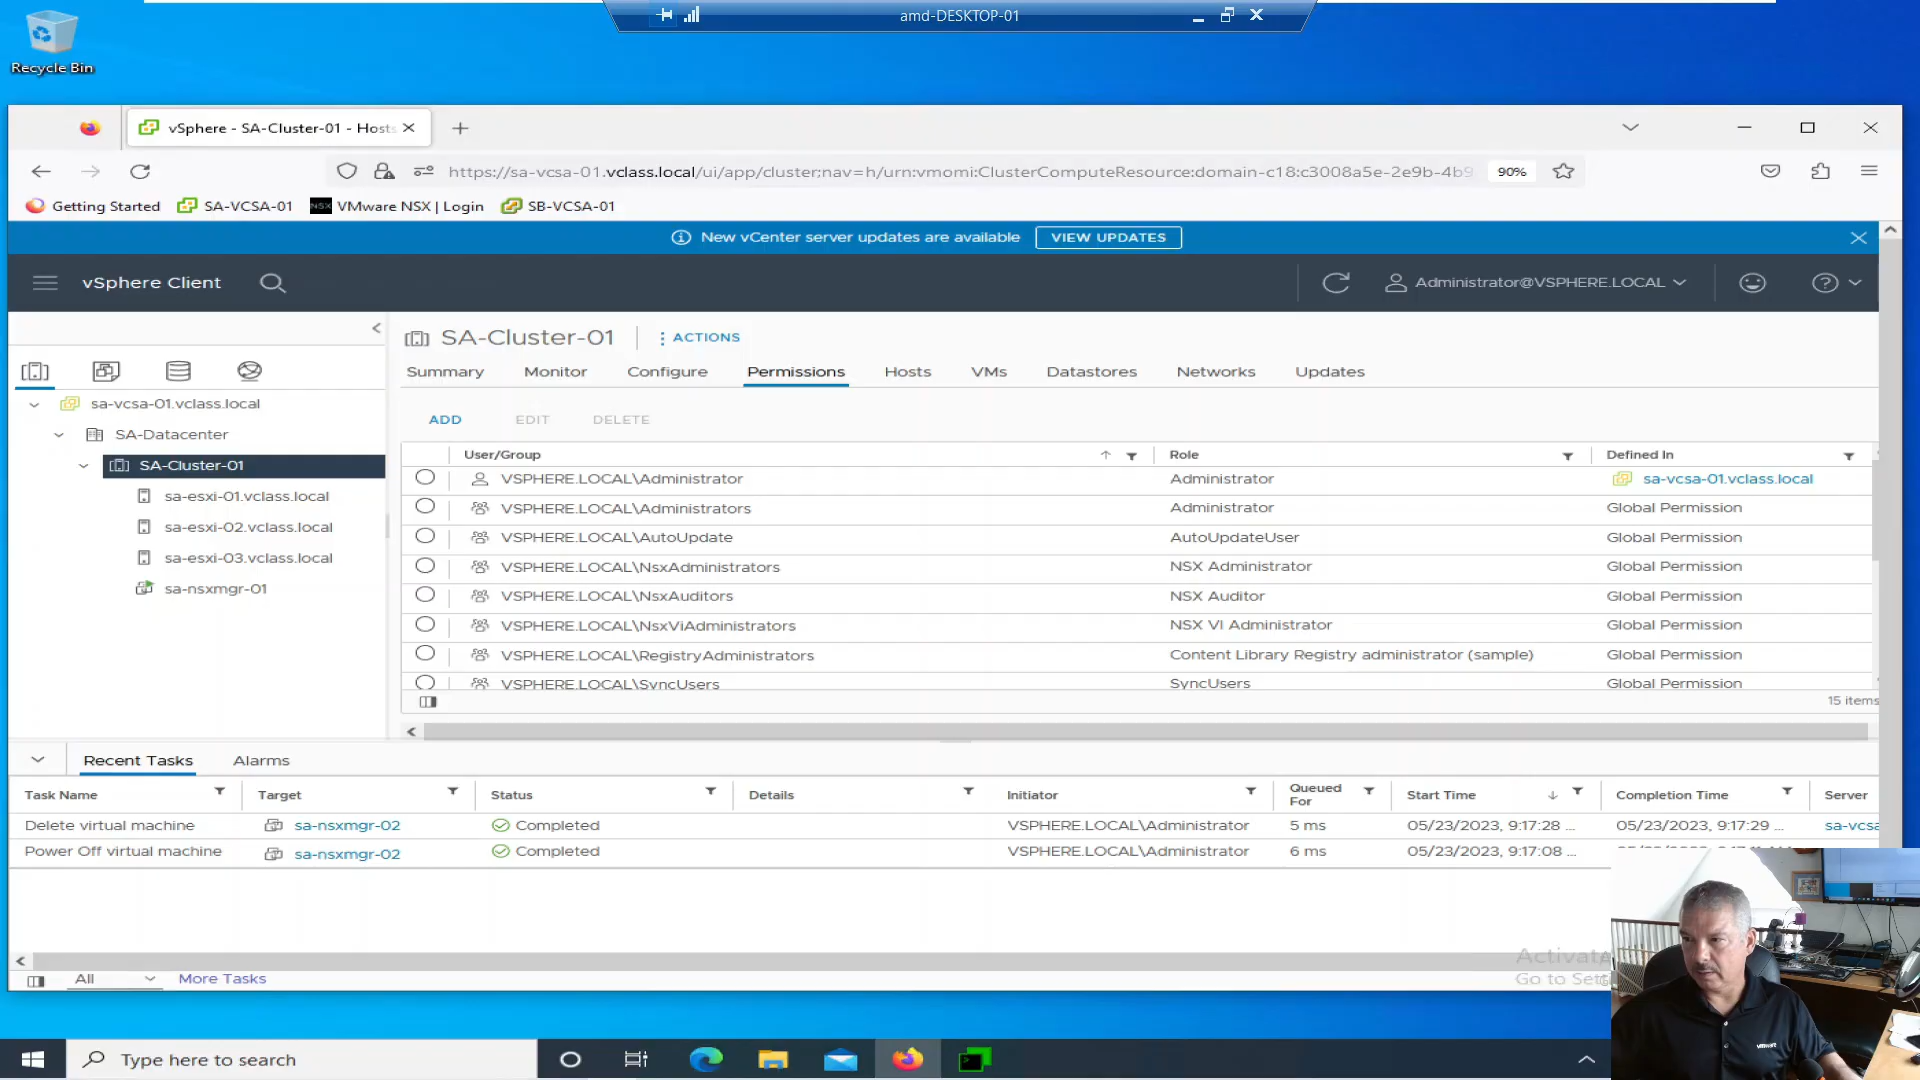 amd-DESKTOP-01
Recycle Bin
vSphere - SA-Cluster-01 - Hosts
https://sa-vcsa-01.vclass.local/ui/app/cluster;nav=h/urn:vmomi:ClusterComputeResource:domain-c18:c3008a5e-2e9b-4b9
90%
Getting Started
SA-VCSA-01
VMware NSX | Login
SB-VCSA-01
New vCenter server updates are available
VIEW UPDATES
vSphere Client
Administrator@VSPHERE.LOCAL
SA-Cluster-01
ACTIONS
Summary Monitor Configure Permissions Hosts VMs Datastores Networks Updates
sa-vcsa-01.vclass.local
SA-Datacenter
SA-Cluster-01
sa-esxi-01.vclass.local
sa-esxi-02.vclass.local
sa-esxi-03.vclass.local
sa-nsxmgr-01
ADD EDIT DELETE
User/Group Role Defined In
VSPHERE.LOCAL\Administrator Administrator sa-vcsa-01.vclass.local
VSPHERE.LOCAL\Administrators Administrator Global Permission
VSPHERE.LOCAL\AutoUpdate AutoUpdateUser Global Permission
VSPHERE.LOCAL\NsxAdministrators NSX Administrator Global Permission
VSPHERE.LOCAL\NsxAuditors NSX Auditor Global Permission
VSPHERE.LOCAL\NsxViAdministrators NSX VI Administrator Global Permission
VSPHERE.LOCAL\RegistryAdministrators Content Library Registry administrator (sample) Global Permission
VSPHERE.LOCAL\SyncUsers SyncUsers Global Permission
15 items
Recent Tasks Alarms
Task Name Target Status Details Initiator Queued For Start Time Completion Time Server
Delete virtual machine sa-nsxmgr-02 Completed VSPHERE.LOCAL\Administrator 5 ms 05/23/2023, 9:17:28 ... 05/23/2023, 9:17:29 ... sa-vcsa
Power Off virtual machine sa-nsxmgr-02 Completed VSPHERE.LOCAL\Administrator 6 ms 05/23/2023, 9:17:08 ...
All More Tasks
Activate
Go to Sett
Type here to search
vmware